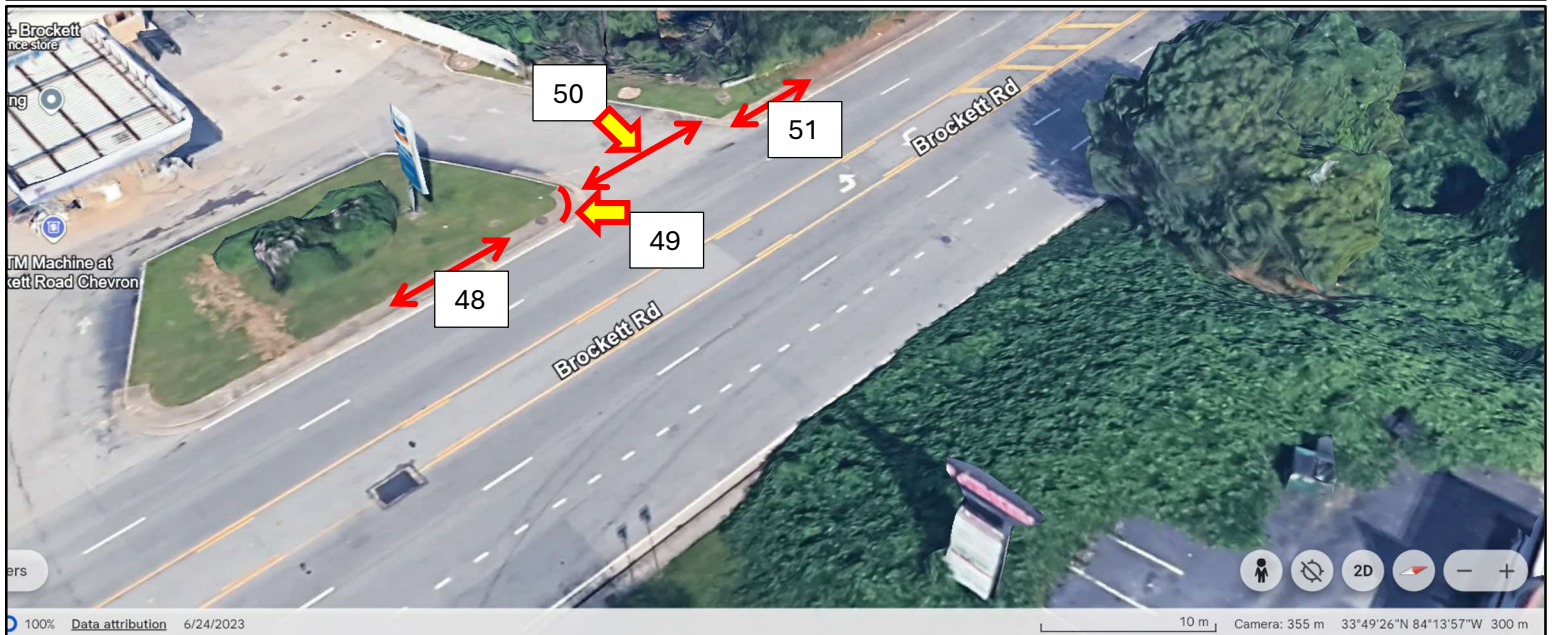 - Brockett
nce store
ng
50
51
Brockett Rd
49
TM Machine at
kett Road Chevron
48
Brockett Rd
ers
2D
100% Data attribution 6/24/2023
10 m
Camera: 355 m 33°49'26"N 84°13'57"W 300 m